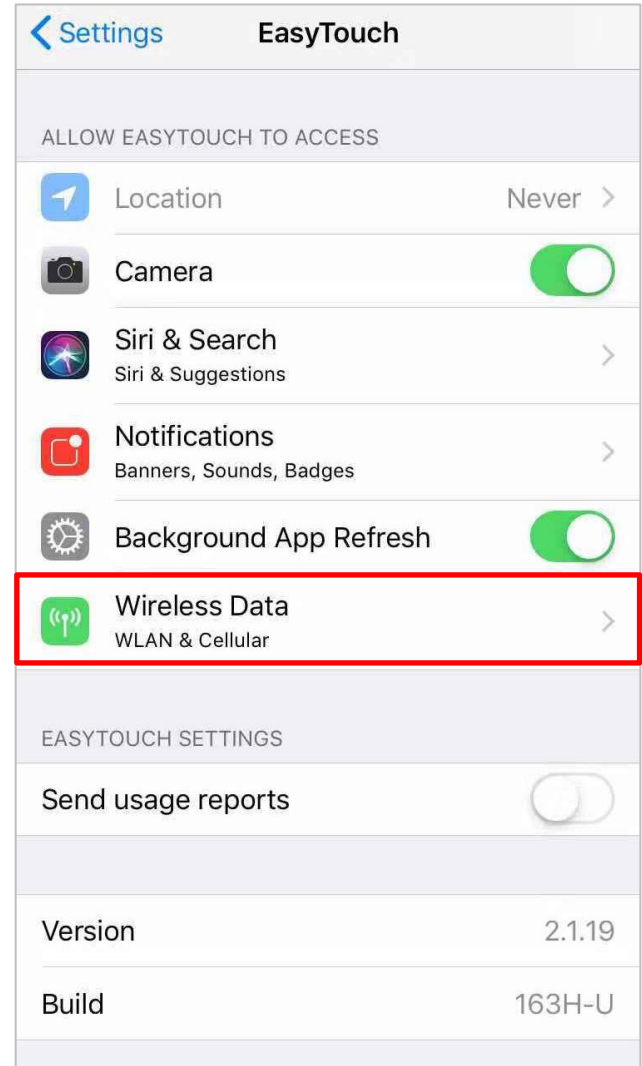 Settings EasyTouch
ALLOW EASYTOUCH TO ACCESS
Location Never
Camera
Siri & Search
Siri & Suggestions
Notifications
Banners, Sounds, Badges
Background App Refresh
Wireless Data
WLAN & Cellular
EASYTOUCH SETTINGS
Send usage reports
Version 2.1.19
Build 163H-U